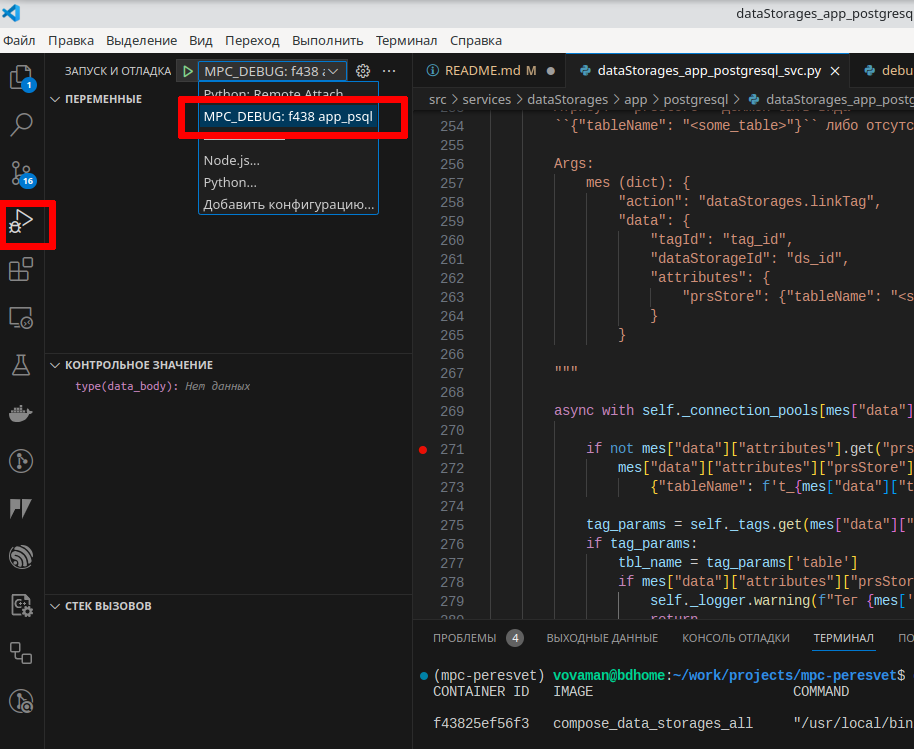 dataStorages_app_postgresq
Файл Правка Выделение Вид Переход Выполнить Терминал Справка
ЗАПУСК И ОТЛАДКА MPC_DEBUG: f438 a
README.md M dataStorages_app_postgresql_svc.py debu
1
ПЕРЕМЕННЫЕ
Python: Remote Attach
MPC_DEBUG: f438 app_psql
Node.js...
Python...
Добавить конфигурацию...
16
src > services > dataStorages > app > postgresql > dataStorages_app_postg
254 ``{"tableName": "<some_table>"}`` либо отсутс
255
256 Args:
257 mes (dict): {
258 "action": "dataStorages.linkTag",
259 "data": {
260 "tagId": "tag_id",
261 "dataStorageId": "ds_id",
262 "attributes": {
263 "prsStore": {"tableName": "<s
264 }
265 }
266
267 """
268
269 async with self._connection_pools[mes["data"]
270
271 if not mes["data"]["attributes"].get("prs
272 mes["data"]["attributes"]["prsStore"]
273 {"tableName": f't_{mes["data"]["t
274
275 tag_params = self._tags.get(mes["data"]["
276 if tag_params:
277 tbl_name = tag_params['table']
278 if mes["data"]["attributes"]["prsStor
279 self._logger.warning(f"Тег {mes['
КОНТРОЛЬНОЕ ЗНАЧЕНИЕ
type(data_body): Нет данных
СТЕК ВЫЗОВОВ
ПРОБЛЕМЫ 4 ВЫХОДНЫЕ ДАННЫЕ КОНСОЛЬ ОТЛАДКИ ТЕРМИНАЛ ПО
(mpc-peresvet) vovaman@bdhome:~/work/projects/mpc-peresvet$
CONTAINER ID IMAGE COMMAND
f43825ef56f3 compose_data_storages_all "/usr/local/bin